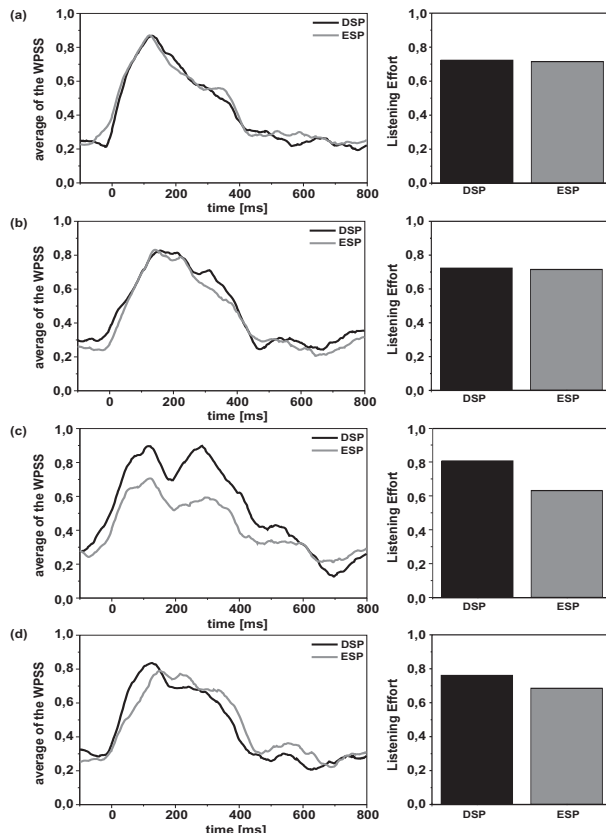 (a)
average of the WPSS
1,0
0,8
0,6
0,4
0,2
0,0
0 200 400 600 800
time [ms]
DSP
ESP
Listening Effort
1,0
0,8
0,6
0,4
0,2
0,0
DSP ESP
(b)
average of the WPSS
1,0
0,8
0,6
0,4
0,2
0,0
0 200 400 600 800
time [ms]
DSP
ESP
Listening Effort
1,0
0,8
0,6
0,4
0,2
0,0
DSP ESP
(c)
average of the WPSS
1,0
0,8
0,6
0,4
0,2
0,0
0 200 400 600 800
time [ms]
DSP
ESP
Listening Effort
1,0
0,8
0,6
0,4
0,2
0,0
DSP ESP
(d)
average of the WPSS
1,0
0,8
0,6
0,4
0,2
0,0
0 200 400 600 800
time [ms]
DSP
ESP
Listening Effort
1,0
0,8
0,6
0,4
0,2
0,0
DSP ESP